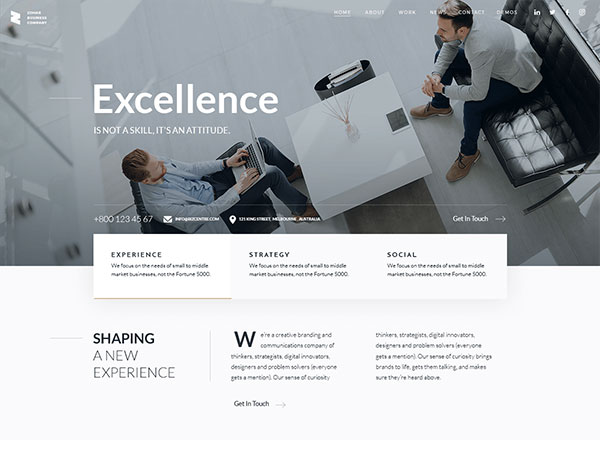 BUSINESS
COMPANY
HOME ABOUT WORK NEWS CONTACT DEMOS
Excellence
IS NOT A SKILL, IT'S AN ATTITUDE.
+800 123 45 67 INFO@BIZCENTRE.COM 121 KING STREET, MELBOURNE, AUSTRALIA Get In Touch
EXPERIENCE
We focus on the needs of small to middle
market businesses, not the Fortune 5000.
STRATEGY
We focus on the needs of small to middle
market businesses, not the Fortune 5000.
SOCIAL
We focus on the needs of small to middle
market businesses, not the Fortune 5000.
SHAPING
A NEW
EXPERIENCE
We're a creative branding and
communications company of
thinkers, strategists, digital innovators,
designers and problem solvers (everyone
gets a mention). Our sense of curiosity
thinkers, strategists, digital innovators,
designers and problem solvers (everyone
gets a mention). Our sense of curiosity brings
brands to life, gets them talking, and makes
sure they're heard above.
Get In Touch